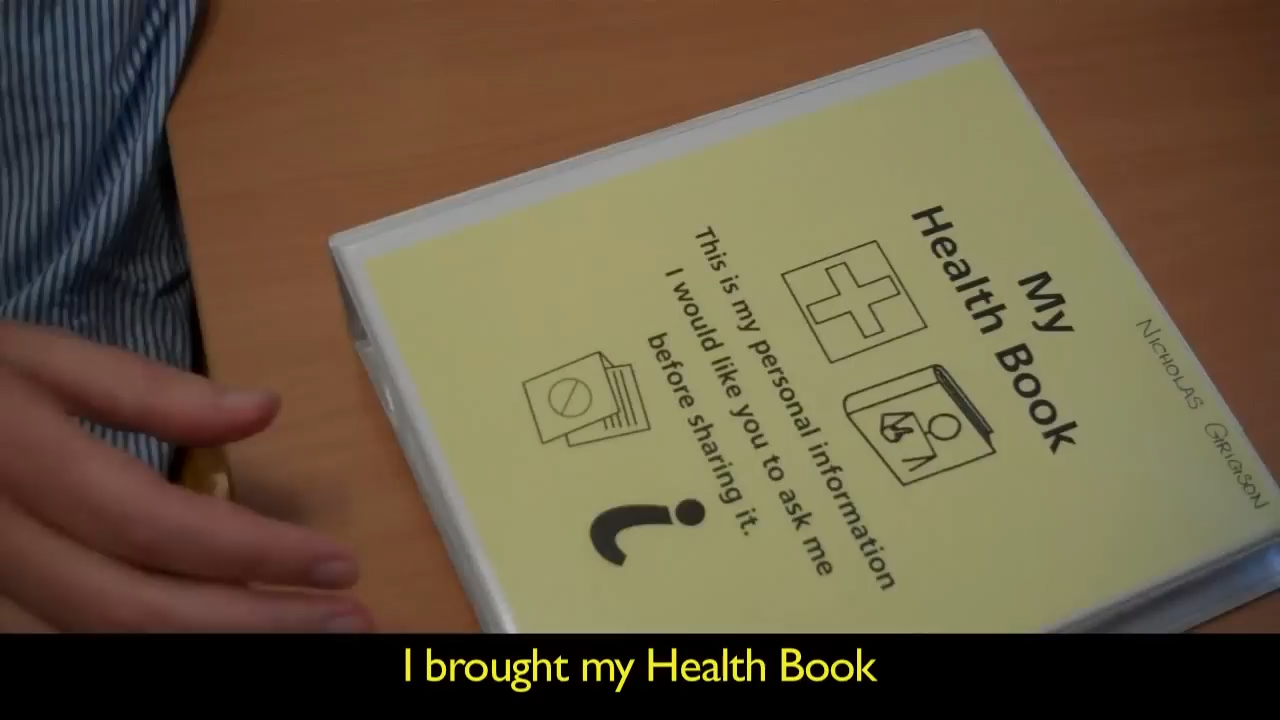 NICHOLAS GIRIGISON
My
Health Book
This is my personal information
I would like you to ask me
before sharing it.
i
I brought my Health Book